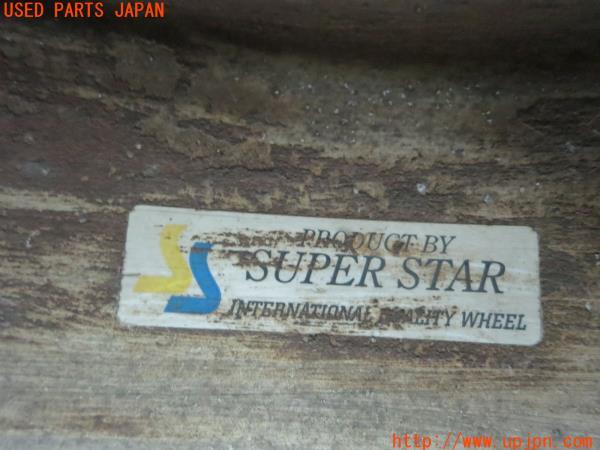 USED PARTS JAPAN
PRODUCT BY
SUPER STAR
INTERNATIONAL QUALITY WHEEL
http://www.upjpn.com